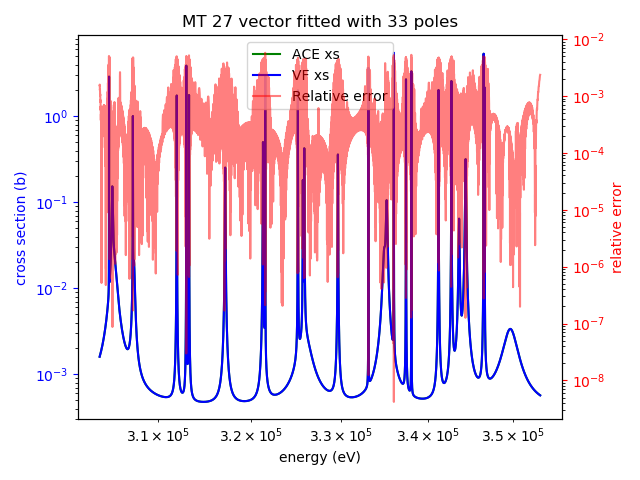 MT 27 vector fitted with 33 poles
ACE xs
VF xs
Relative error
cross section (b)
10⁰
10⁻¹
10⁻²
10⁻³
relative error
10⁻²
10⁻³
10⁻⁴
10⁻⁵
10⁻⁶
10⁻⁷
10⁻⁸
3.1 × 10⁵ 3.2 × 10⁵ 3.3 × 10⁵ 3.4 × 10⁵ 3.5 × 10⁵
energy (eV)